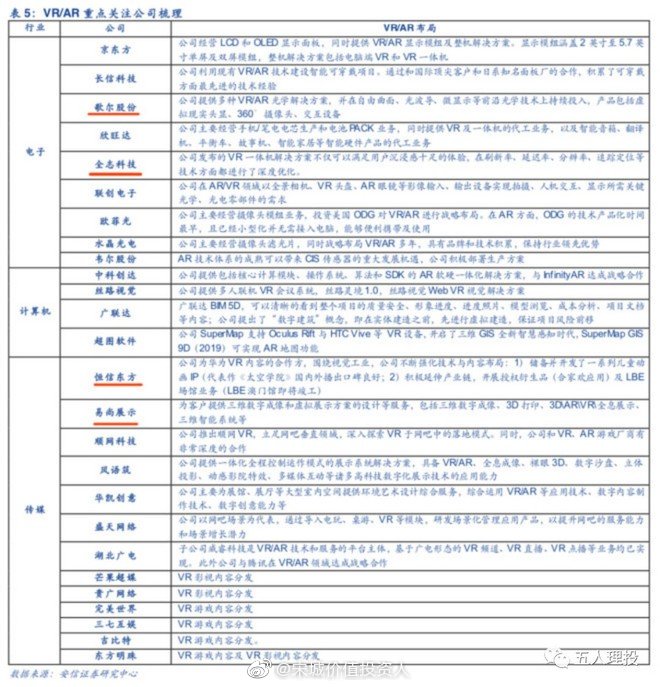 表 5：VR/AR 重点关注公司梳理
行业 公司 VR/AR 布局
电子
京东方 公司经营 LCD 和 OLED 显示面板，同时提供 VR/AR 显示模组及整机解决方案。显示模组涵盖 2 英寸至 5.7 英
寸单屏及双屏模组，整机解决方案包括电脑端 VR 和 VR 一体机
长信科技 公司利用现有 VR/AR 技术建设智能可穿戴项目。通过和国际顶尖客户和日系知名面板厂的合作，积累了可穿戴
方面最先进的技术经验
歌尔股份 公司提供多种 VR/AR 光学解决方案，并在自由曲面、光波导、微显示等前沿光学技术上持续投入，产品包括虚
拟现实头显、360°摄像头、交互设备
欣旺达 公司主要经营手机/笔电电芯生产和电池 PACK 业务，同时提供 VR 及一体机的代工业务，以及智能音箱、翻译
机、平衡车、故事机、智能家居等智能硬件产品的代工业务
全志科技 公司发布的 VR 一体机解决方案不仅可以满足用户沉浸感十足的体验，在刷新率、延迟率、分辨率、追踪定位等
技术方面都进行了深度优化。
联创电子 公司在 AR/VR 领域以全景相机、VR 头盔、AR 眼镜等影像输入、输出设备实现拍摄、人机交互、显示所需关键
光学、光电零部件的需求
欧菲光 公司主要经营摄像头模组业务，投资美国 ODG 对 VR/AR 进行战略布局。在 AR 方面，ODG 的技术产品化时间
最早，且已经小型化并无需接入电脑，能够便利携带及使用
水晶光电 公司主要经营摄像头滤光片，同时战略布局 VR/AR 多年，具有品牌和技术积累，保持行业领先优势
韦尔股份 AR 技术体系的成熟可以带来 CIS 传感器的重大发展机遇，公司积极部署生产方案
计算机
中科创达 公司提供包括核心计算模块、操作系统、算法和 SDK 的 AR 软硬一体化解决方案，与 InfinityAR 达成战略合作
丝路视觉 公司提供多人联机 VR 会议系统，丝路灵境 1.0，丝路视觉 Web VR 视觉解决方案
广联达 广联达 BIM 5D，可以清晰的看到整个项目的质量安全、形象进度、进度照片、模型浏览、成本分析、项目文档
等内容；公司提出了“数字建筑”概念，即在实体建造之前，先进行虚拟建造，保证项目风险前移
超图软件 公司 SuperMap 支持 Oculus Rift 与 HTC Vive 等 VR 设备，开启了三维 GIS 全新智慧感知时代，SuperMap GIS
9D（2019）可实现 AR 地图功能
传媒
恒信东方 公司为华为 VR 内容的合作方，围绕视觉工业，公司不断强化技术与内容布局：1）储备并开发了一系列儿童动
画 IP（代表作《太空学院》国内外播出口碑良好；2）积极延伸产业链，开展授权衍生品（合家欢应用）及 LBE
场馆业务（LBE 澳门馆即将竣工）
易尚展示 为客户提供三维数字成像和虚拟展示方案的设计等服务，包括三维数字成像、3D 打印、3D\AR\VR\全息展示、
三维智能系统等
顺网科技 公司推出顺网 VR，立足网吧垂直领域，深入探索 VR 于网吧中的落地模式。同时，公司和 VR、AR 游戏厂商有
非常深度的合作
风语筑 公司提供一体化全程控制运作模式的展示系统解决方案，具备 VR/AR、全息成像、裸眼 3D、数字沙盘、立体
投影、动感影院特效、多媒体互动等诸多高科技数字化展示技术的应用能力
华凯创意 公司主要为展馆、展厅等大型室内空间提供环境艺术设计综合服务，综合运用 VR/AR 等应用技术、数字内容制
作技术、数字创意能力等
盛天网络 公司以网吧场景为代表，通过导入电玩、桌游、VR 等模块，研发场景化管理应用产品，以提升网吧的服务能力
和场景增长潜力
湖北广电 子公司威睿科技是 VR/AR 技术和服务的平台主体，基于广电形态的 VR 频道、VR 直播、VR 点播等业务均已实
现。此外公司与腾讯在 VR/AR 领域达成战略合作
芒果超媒 VR 影视内容分发
贵广网络 VR 影视内容分发
完美世界 VR 游戏内容分发
三七互娱 VR 游戏内容分发
吉比特 VR 游戏内容分发。
东方明珠 VR 游戏内容及 VR 影视内容分发
数据来源：安信证券研究中心
@宋城价值投资人
五人理投